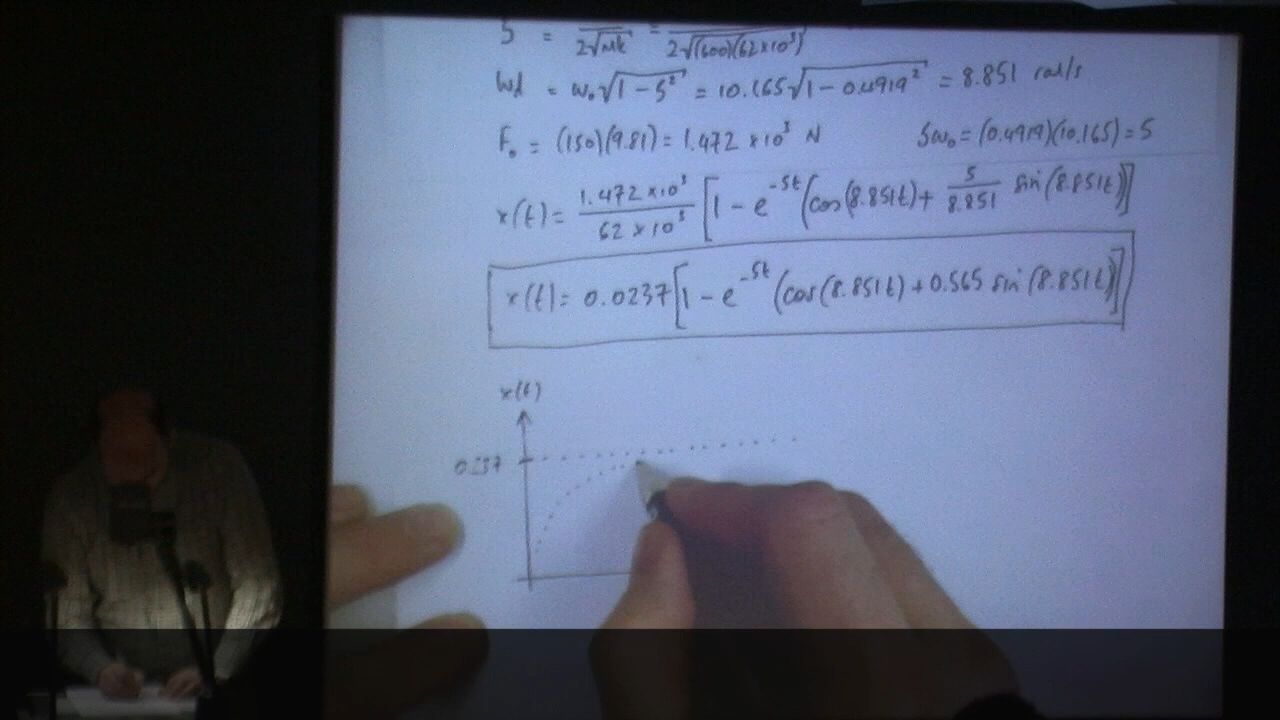 ζ = ─/2√mk = ─/2√(600)(62×10³)
Wd = ω₀√1 − ζ² = 10.165√1 − 0.4919² = 8.851 rad/s
F₀ = (150)(9.81) = 1.472 ×10³ N ζω₀ = (0.4919)(10.165) = 5
x(t) = 1.472 ×10³/62 ×10³ [1 − e^-5t (cos(8.851t) + 5/8.851 sin(8.851t))]
x(t) = 0.0237 [1 − e^-5t (cos(8.851t) + 0.565 sin(8.851t))]
x(t)
0.237